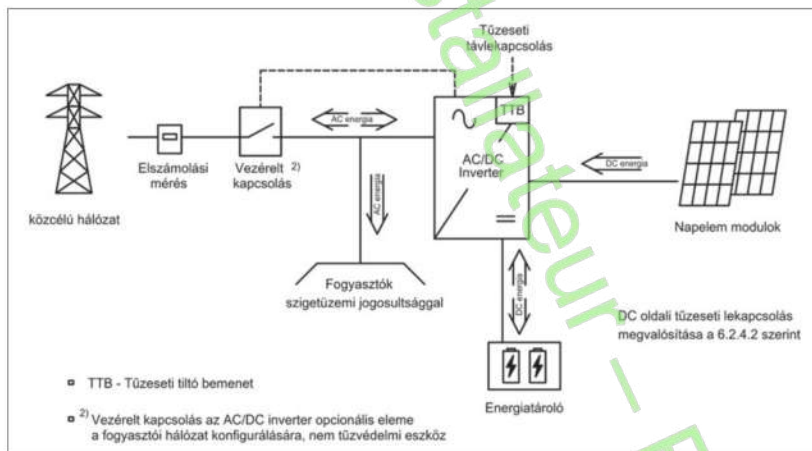 Tűzeseti
távlekapcsolás
TTB
AC energia
AC/DC
Inverter
DC energia
Elszámolási
mérés
Vezérelt 2)
kapcsolás
közcélú hálózat
AC energia
Napelem modulok
Fogyasztók
szigetüzemi jogosultsággal
DC energia
DC oldali tűzeseti lekapcsolás
megvalósítása a 6.2.4.2 szerint
Energiatároló
TTB - Tűzeseti tiltó bemenet
2) Vezérelt kapcsolás az AC/DC inverter opcionális eleme
a fogyasztói hálózat konfigurálására, nem tűzvédelmi eszköz